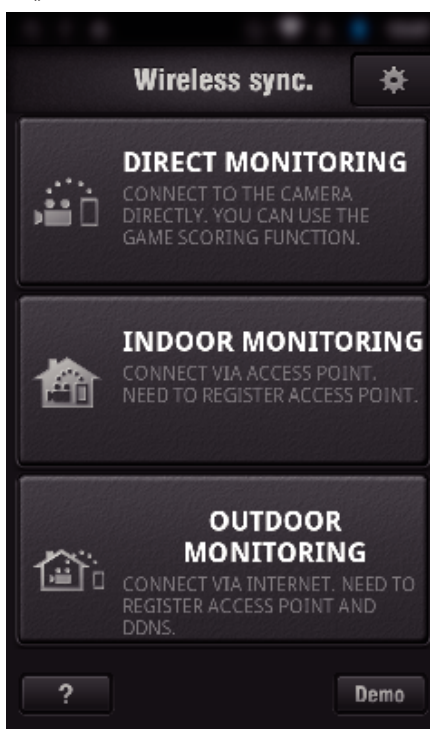 Wireless sync.
DIRECT MONITORING
CONNECT TO THE CAMERA
DIRECTLY. YOU CAN USE THE
GAME SCORING FUNCTION.
INDOOR MONITORING
CONNECT VIA ACCESS POINT.
NEED TO REGISTER ACCESS POINT.
OUTDOOR
MONITORING
CONNECT VIA INTERNET. NEED TO
REGISTER ACCESS POINT AND
DDNS.
?
Demo